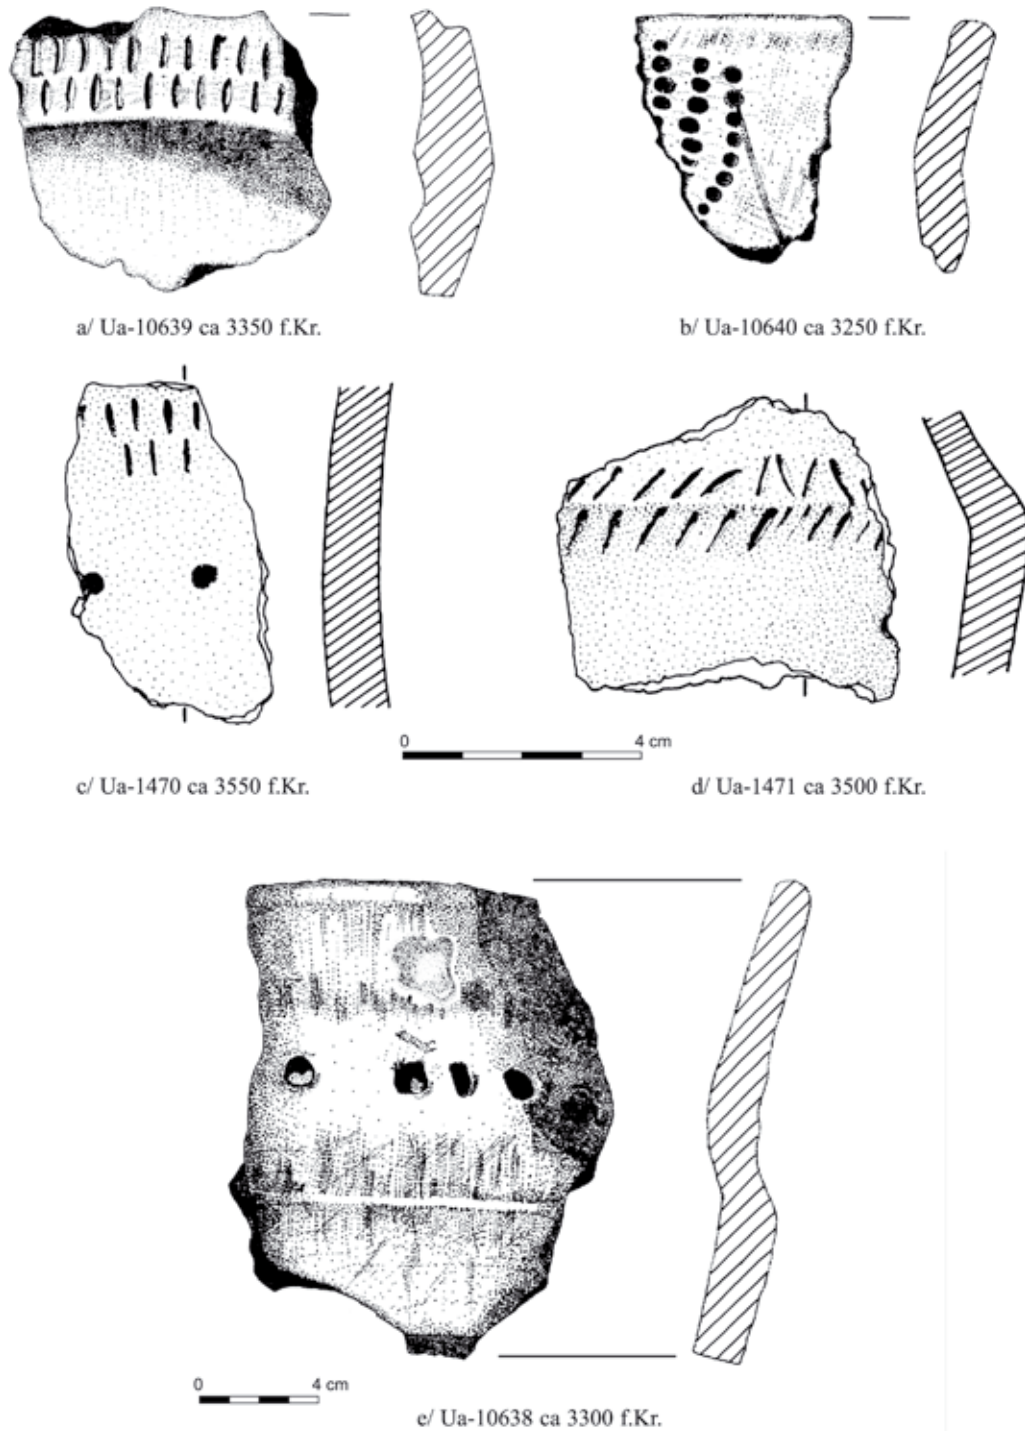 a/ Ua-10639 ca 3350 f.Kr.
b/ Ua-10640 ca 3250 f.Kr.
0 4 cm
c/ Ua-1470 ca 3550 f.Kr.
d/ Ua-1471 ca 3500 f.Kr.
0 4 cm
e/ Ua-10638 ca 3300 f.Kr.